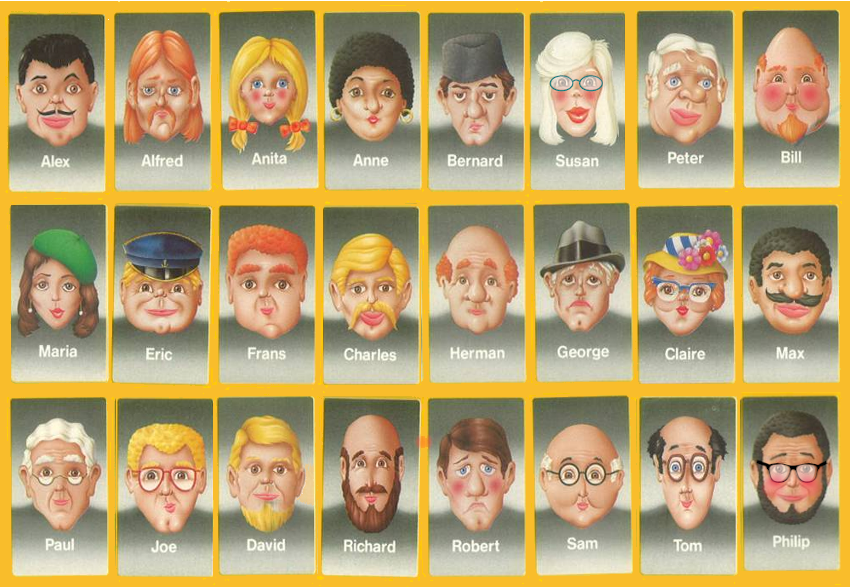 Alex
Alfred
Anita
Anne
Bernard
Susan
Peter
Bill
Maria
Eric
Frans
Charles
Herman
George
Claire
Max
Paul
Joe
David
Richard
Robert
Sam
Tom
Philip